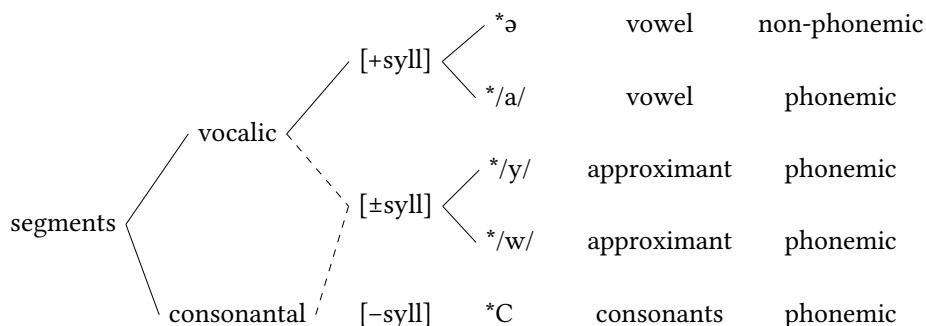 *ə vowel non-phonemic
[+syll]
*/a/ vowel phonemic
vocalic
*/y/ approximant phonemic
[±syll]
segments
*/w/ approximant phonemic
consonantal [−syll] *C consonants phonemic